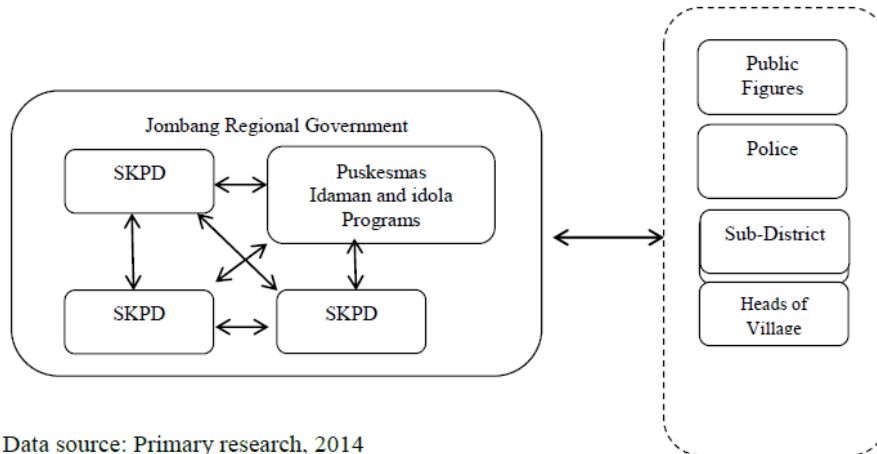 Jombang Regional Government
SKPD
Puskesmas
Idaman and idola
Programs
SKPD
SKPD
Public
Figures
Police
Sub-District
Heads of
Village
Data source: Primary research, 2014